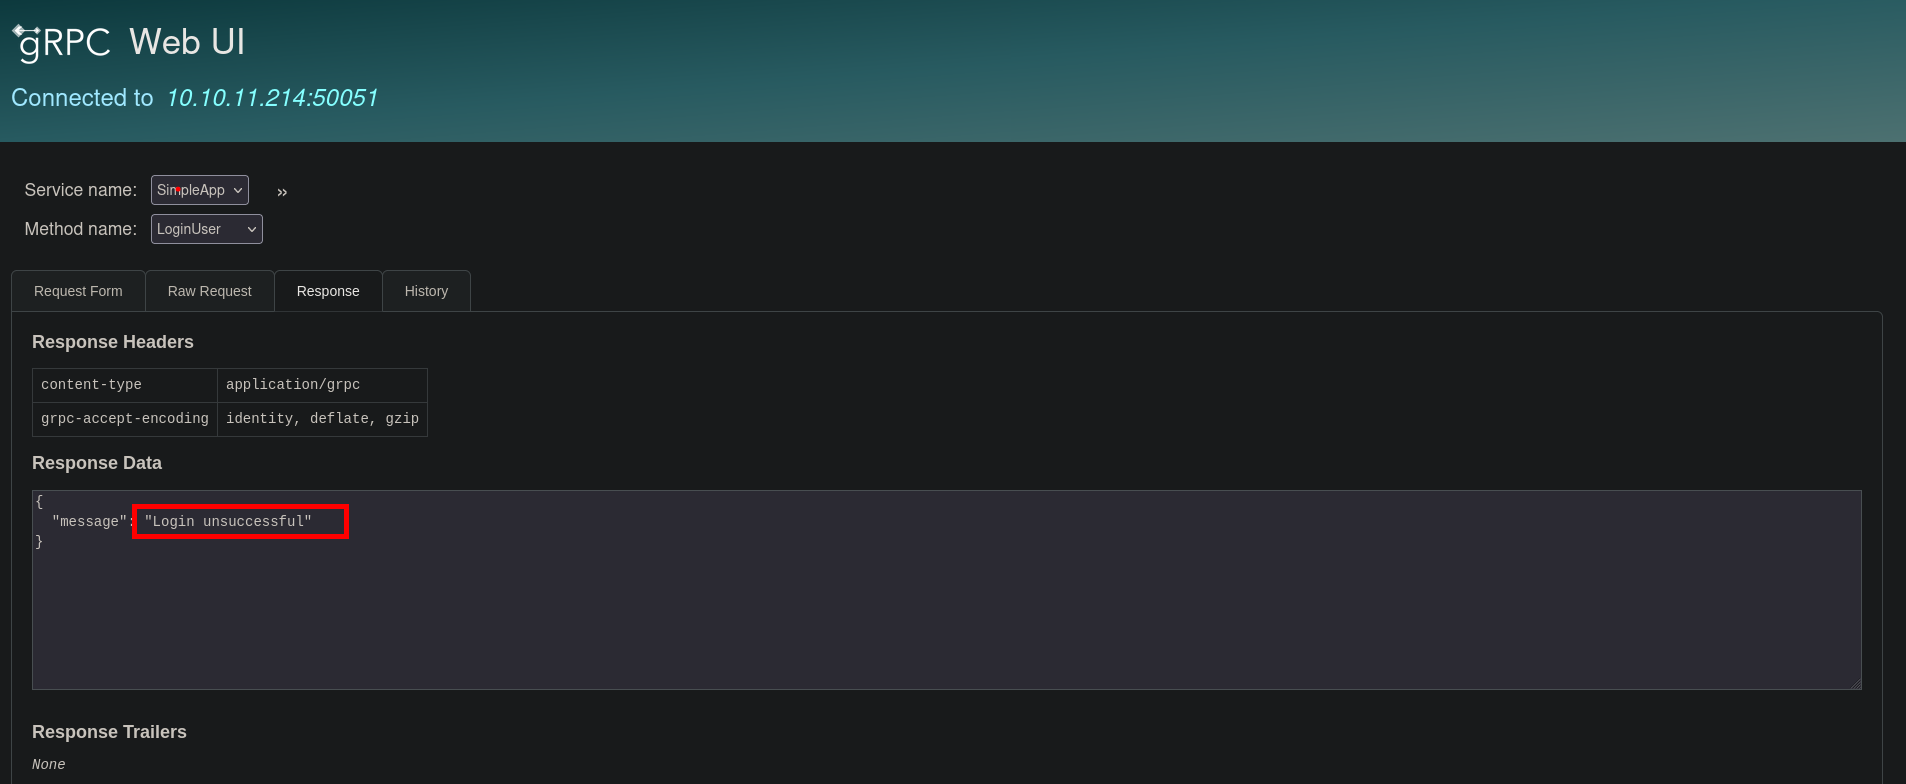 gRPC Web UI
Connected to 10.10.11.214:50051
Service name: SimpleApp »
Method name: LoginUser
Request Form Raw Request Response History
Response Headers
content-type application/grpc
grpc-accept-encoding identity, deflate, gzip
Response Data
{
"message": "Login unsuccessful"
}
Response Trailers
None